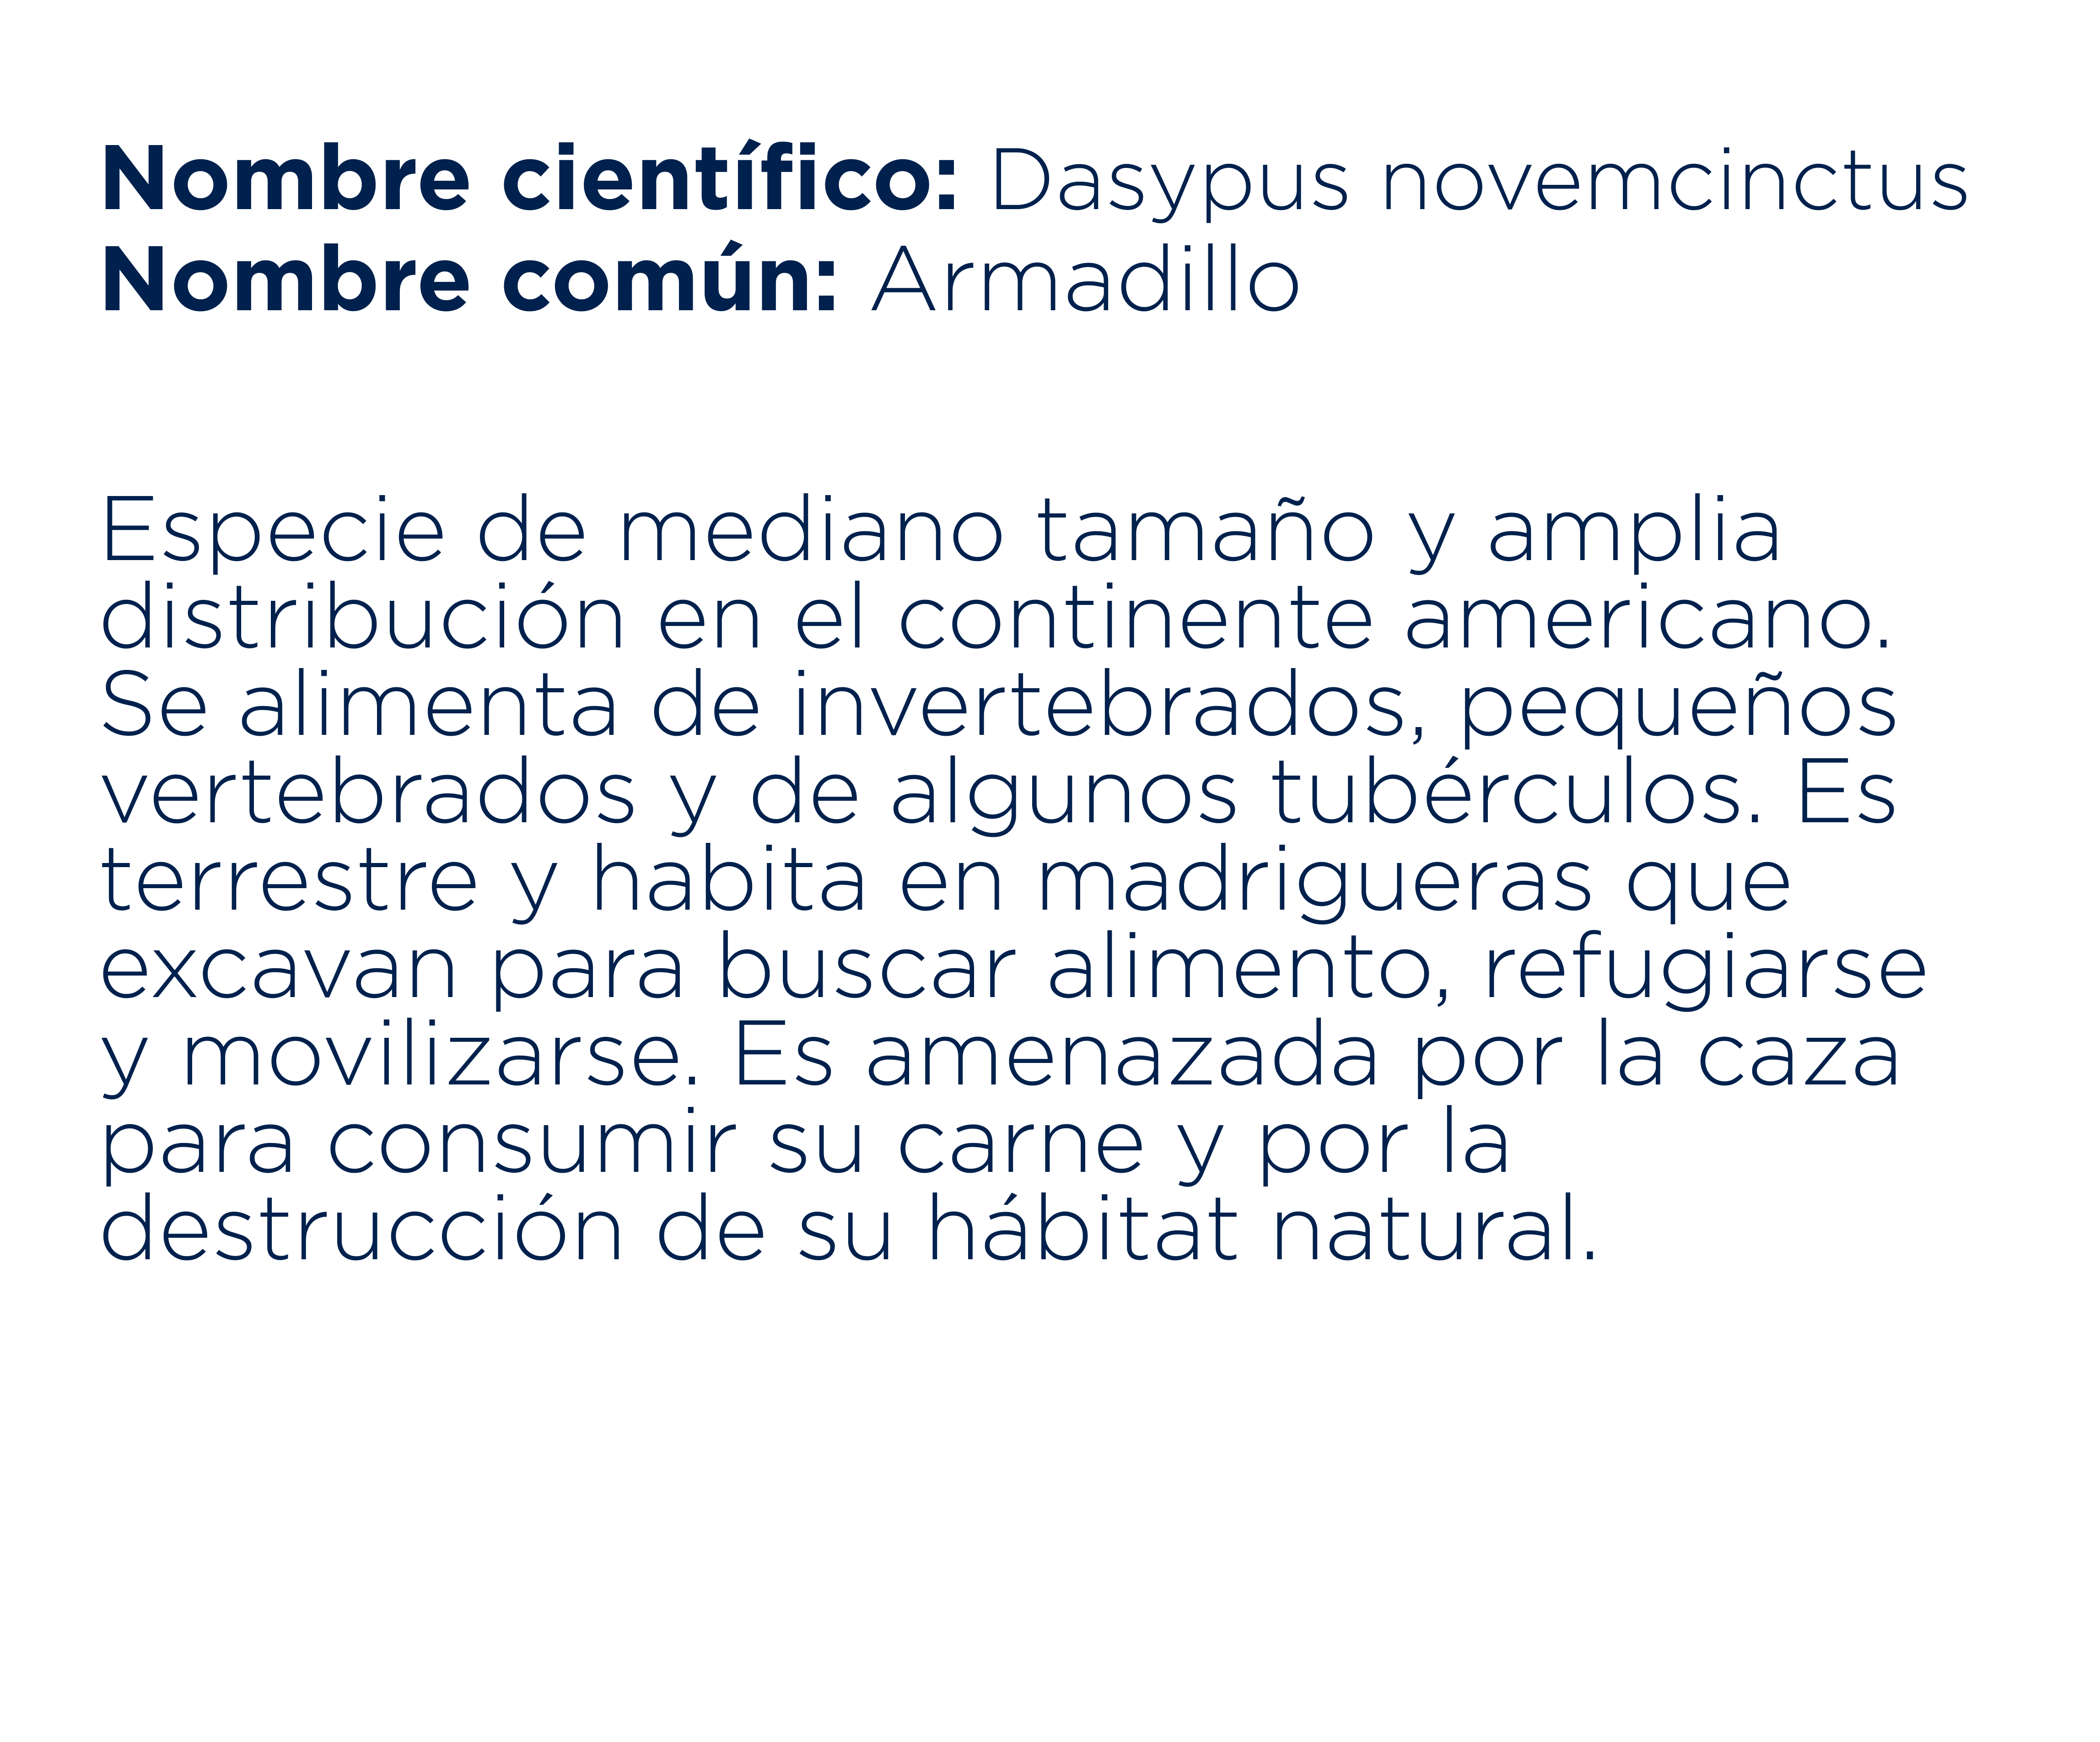 Nombre científico: Dasypus novemcinctus
Nombre común: Armadillo
Especie de mediano tamaño y amplia
distribución en el continente americano.
Se alimenta de invertebrados, pequeños
vertebrados y de algunos tubérculos. Es
terrestre y habita en madrigueras que
excavan para buscar alimento, refugiarse
y movilizarse. Es amenazada por la caza
para consumir su carne y por la
destrucción de su hábitat natural.